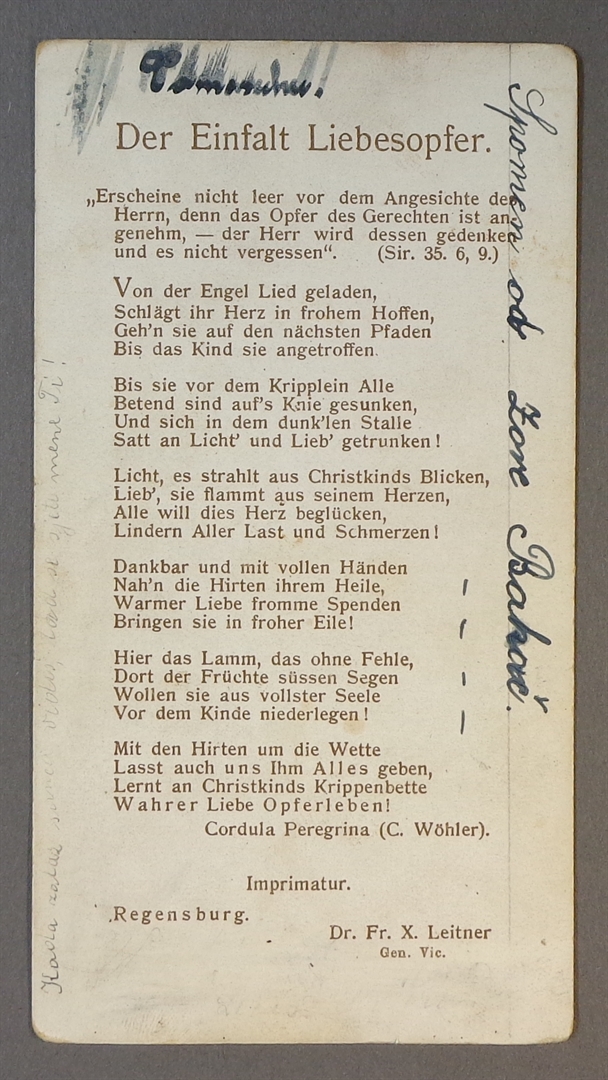 Der Einfalt Liebesopfer.
„Erscheine nicht leer vor dem Angesichte des
Herrn, denn das Opfer des Gerechten ist an-
genehm, — der Herr wird dessen gedenken
und es nicht vergessen“. (Sir. 35. 6, 9.)
Von der Engel Lied geladen,
Schlägt ihr Herz in frohem Hoffen,
Geh'n sie auf den nächsten Pfaden
Bis das Kind sie angetroffen.
Bis sie vor dem Kripplein Alle
Betend sind auf's Knie gesunken,
Und sich in dem dunk'len Stalle
Satt an Licht' und Lieb' getrunken!
Licht, es strahlt aus Christkinds Blicken,
Lieb', sie flammt aus seinem Herzen,
Alle will dies Herz beglücken,
Lindern Aller Last und Schmerzen!
Dankbar und mit vollen Händen
Nah'n die Hirten ihrem Heile,
Warmer Liebe fromme Spenden
Bringen sie in froher Eile!
Hier das Lamm, das ohne Fehle,
Dort der Früchte süssen Segen
Wollen sie aus vollster Seele
Vor dem Kinde niederlegen!
Mit den Hirten um die Wette
Lasst auch uns Ihm Alles geben,
Lernt an Christkinds Krippenbette
Wahrer Liebe Opferleben!
Cordula Peregrina (C. Wöhler).
Imprimatur.
Regensburg.
Dr. Fr. X. Leitner
Gen. Vic.
Spomen od Zore Bahoč.
Kada mene Ti!